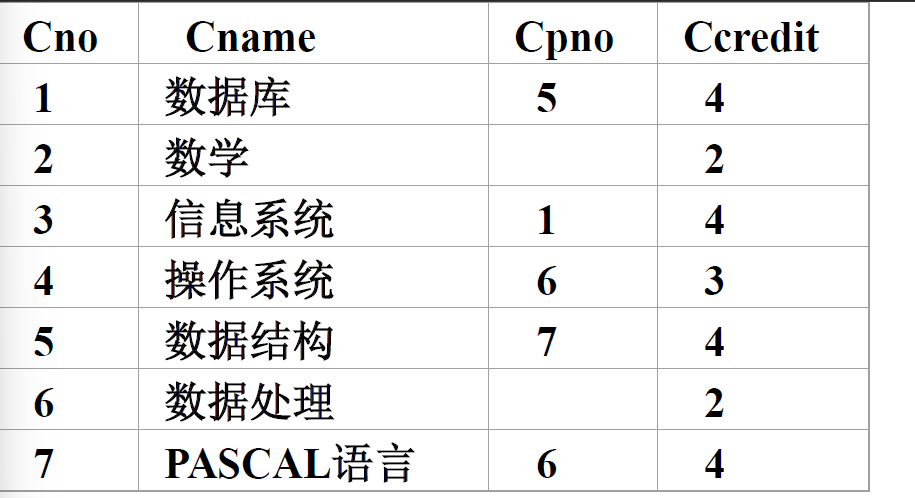 Cno Cname Cpno Ccredit
1 数据库 5 4
2 数学 2
3 信息系统 1 4
4 操作系统 6 3
5 数据结构 7 4
6 数据处理 2
7 PASCAL语言 6 4